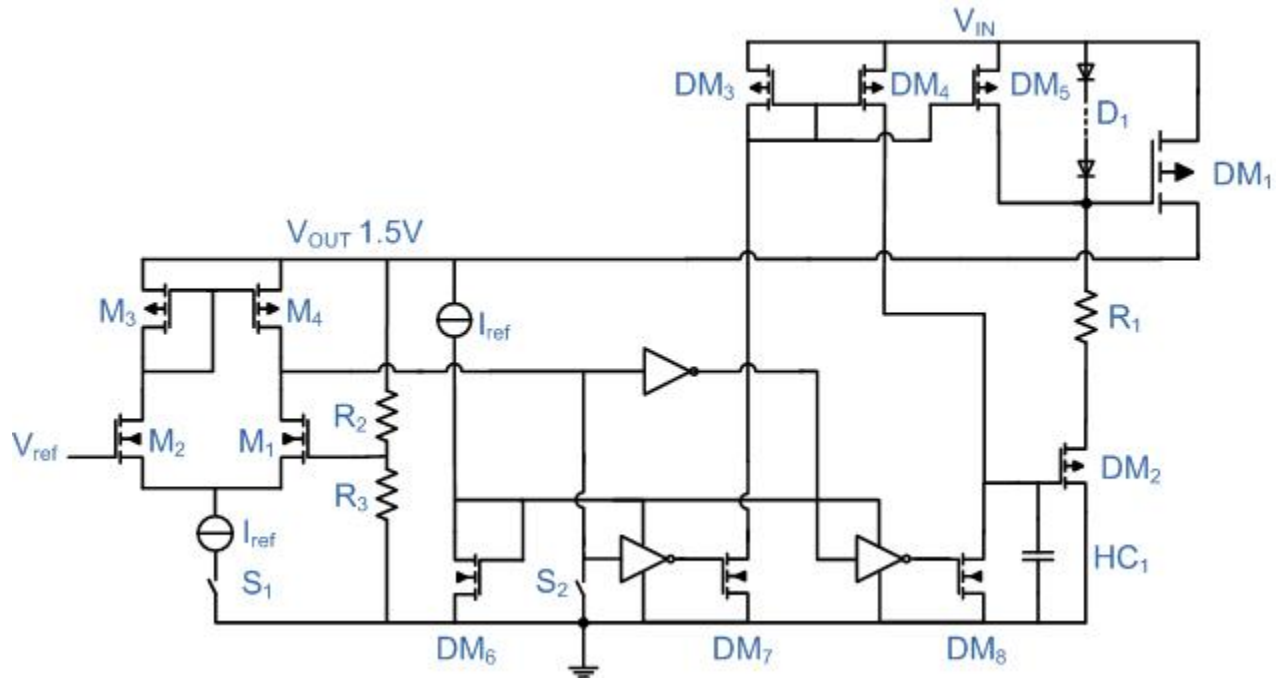 V_IN
DM₃
DM₄
DM₅
D₁
DM₁
V_OUT 1.5V
M₃
M₄
I_ref
R₁
V_ref
M₂
M₁
R₂
DM₂
R₃
I_ref
S₁
S₂
HC₁
DM₆
DM₇
DM₈